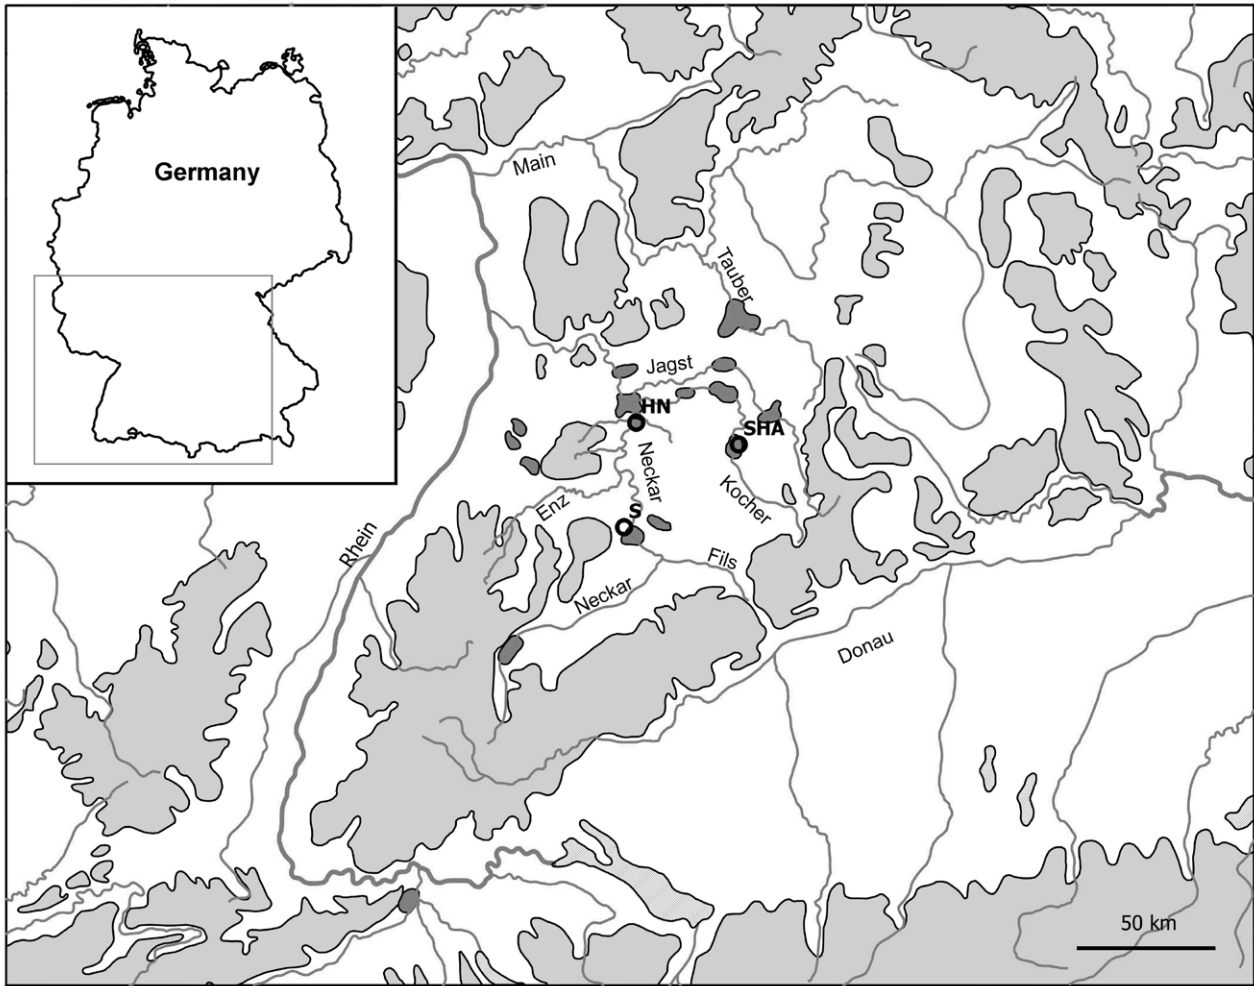 Germany
Main
Tauber
Jagst
HN
SHA
Neckar
Kocher
Enz
S
Rhein
Fils
Neckar
Donau
50 km